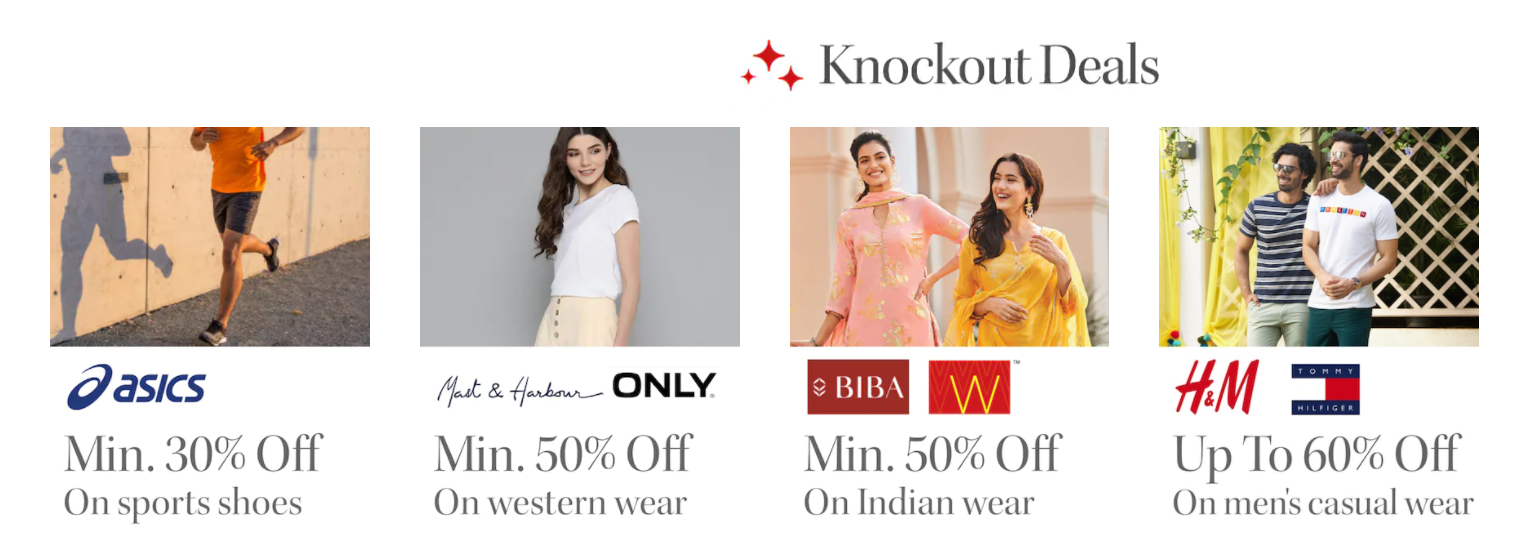 Knockout Deals
asics
Mast & Harbour ONLY
BIBA W™
H&M TOMMY HILFIGER
Min. 30% Off
On sports shoes
Min. 50% Off
On western wear
Min. 50% Off
On Indian wear
Up To 60% Off
On men's casual wear